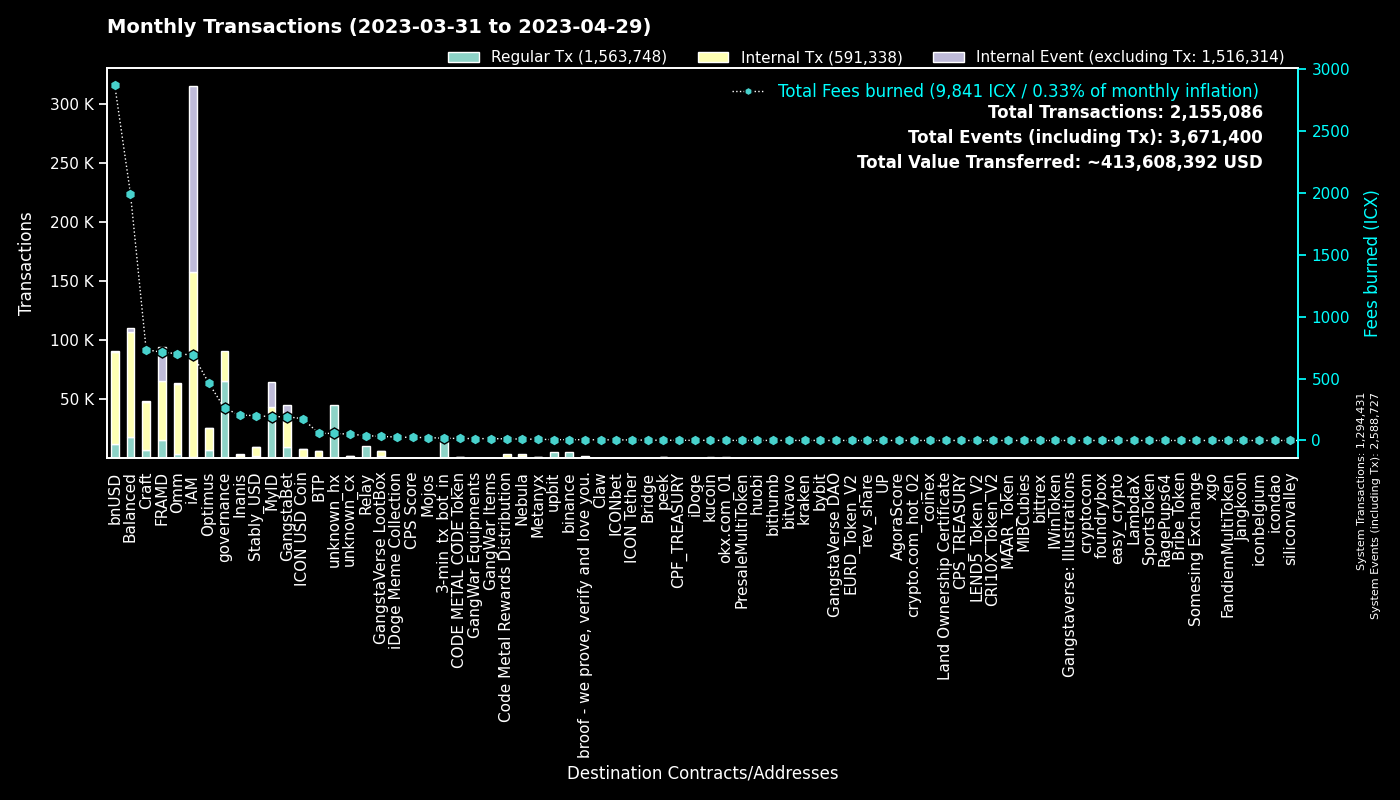 Monthly Transactions (2023-03-31 to 2023-04-29)
Regular Tx (1,563,748)
Internal Tx (591,338)
Internal Event (excluding Tx: 1,516,314)
Total Fees burned (9,841 ICX / 0.33% of monthly inflation)
Total Transactions: 2,155,086
Total Events (including Tx): 3,671,400
Total Value Transferred: ~413,608,392 USD
Transactions
300 K
250 K
200 K
150 K
100 K
50 K
3000
2500
2000
1500
1000
500
0
Fees burned (ICX)
System Transactions: 1,294,431
System Events (including Tx): 2,588,727
bnUSD
Balanced
Craft
FRAMD
Omm
iAM
Optimus
governance
Inanis
Stably_USD
MyID
GangstaBet
ICON USD Coin
BTP
unknown_hx
unknown_cx
Relay
GangstaVerse LootBox
iDoge Meme Collection
CPS Score
Mojos
3-min_tx_bot_in
CODE METAL CODE Token
GangWar Equipments
GangWar Items
Code Metal Rewards Distribution
Nebula
Metanyx
upbit
binance
broof - we prove, verify and love you.
Claw
ICONbet
ICON Tether
Bridge
peek
CPF_TREASURY
iDoge
kucoin
okx.com_01
PresaleMultiToken
huobi
bithumb
bitvavo
kraken
bybit
GangstaVerse DAO
EURD_Token_V2
rev_share
UP
AgoraScore
crypto.com_hot_02
coinex
Land Ownership Certificate
CPS_TREASURY
LEND5_Token_V2
CRI10X_Token_V2
MAAR_Token
MIBCubies
bittrex
IWinToken
Gangstaverse: Illustrations
cryptocom
foundrybox
easy_crypto
LambdaX
SportsToken
RagePups64
Bribe_Token
Somesing Exchange
xgo
FandiemMultiToken
Jangkoon
iconbelgium
icondao
siliconvalley
Destination Contracts/Addresses